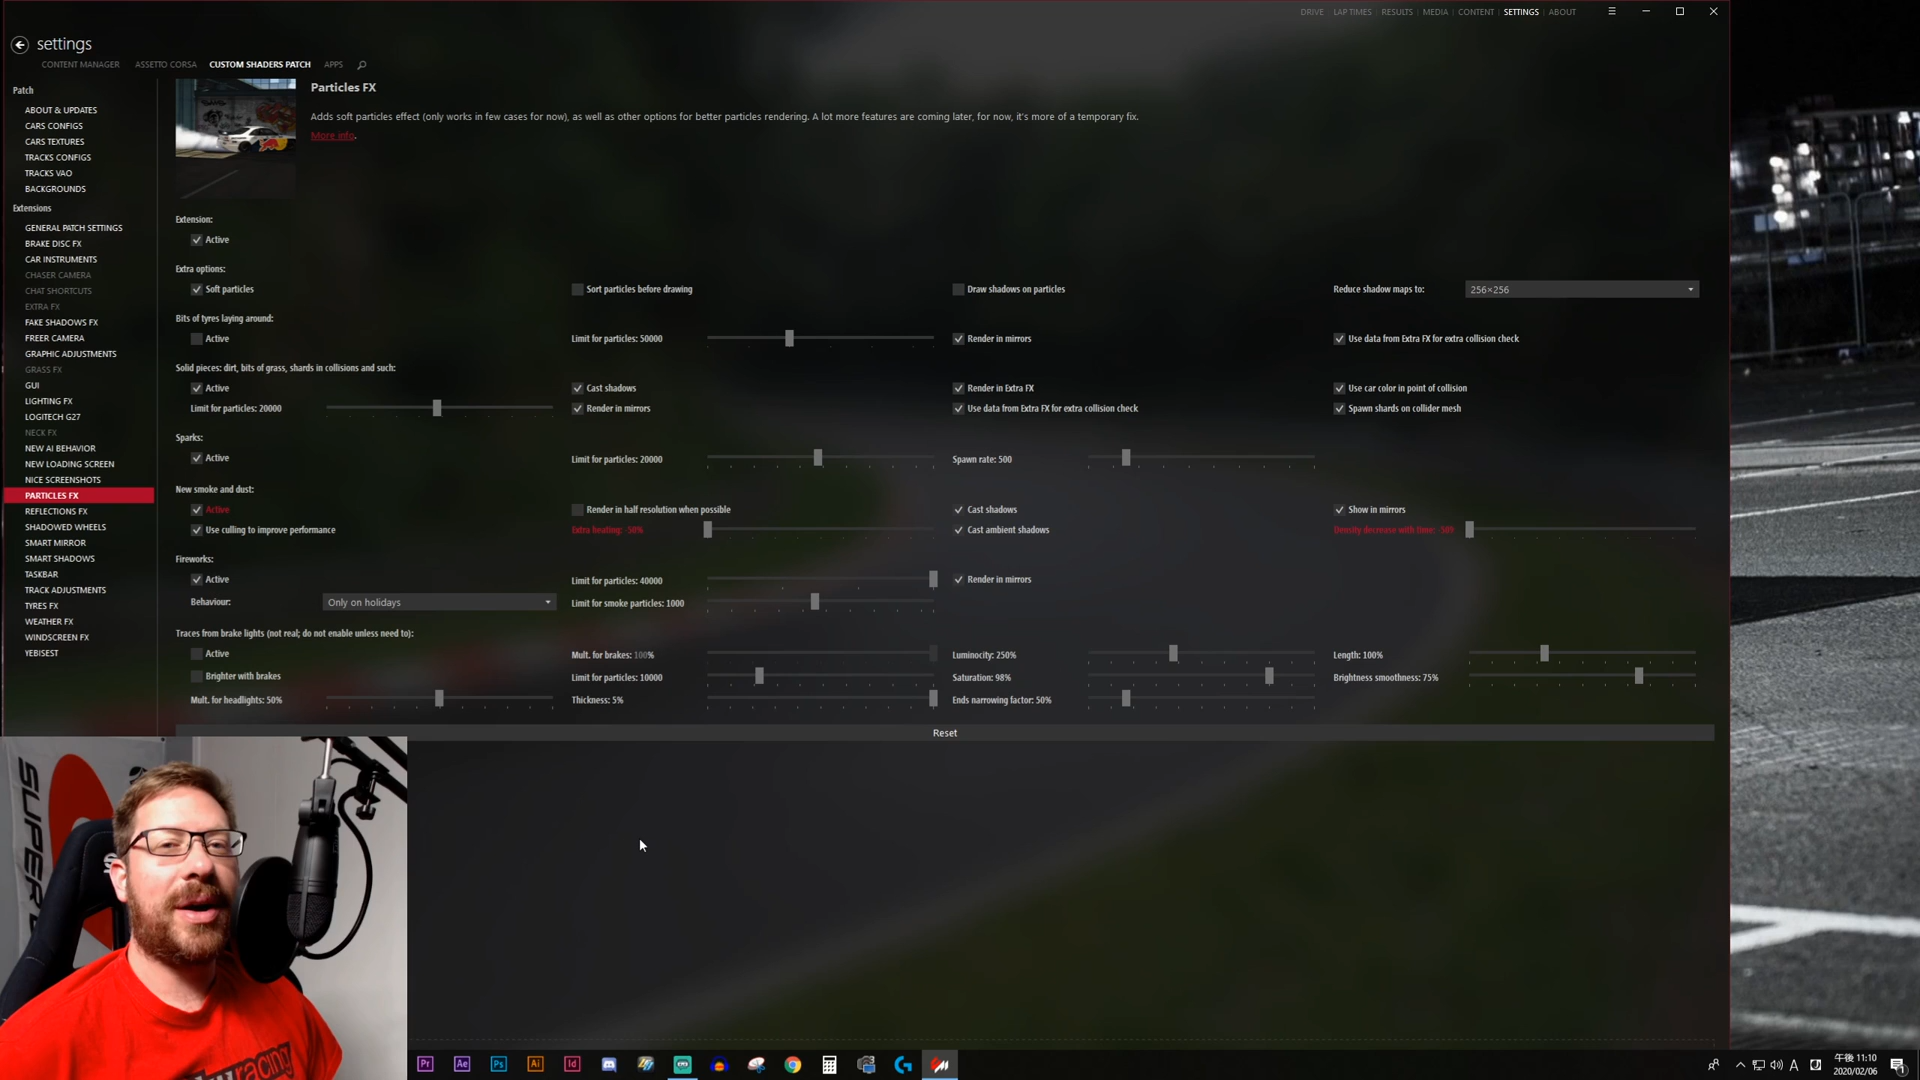 DRIVE | LAP TIMES | RESULTS | MEDIA | CONTENT | SETTINGS | ABOUT
settings
CONTENT MANAGER ASSETTO CORSA CUSTOM SHADERS PATCH APPS
Patch
ABOUT & UPDATES
CARS CONFIGS
CARS TEXTURES
TRACKS CONFIGS
TRACKS VAO
BACKGROUNDS
Extensions
GENERAL PATCH SETTINGS
BRAKE DISC FX
CAR INSTRUMENTS
CHASER CAMERA
CHAT SHORTCUTS
EXTRA FX
FAKE SHADOWS FX
FREER CAMERA
GRAPHIC ADJUSTMENTS
GRASS FX
GUI
LIGHTING FX
LOGITECH G27
NECK FX
NEW AI BEHAVIOR
NEW LOADING SCREEN
NICE SCREENSHOTS
PARTICLES FX
REFLECTIONS FX
SHADOWED WHEELS
SMART MIRROR
SMART SHADOWS
TASKBAR
TRACK ADJUSTMENTS
TYRES FX
WEATHER FX
WINDSCREEN FX
YEBISEST
Particles FX
Adds soft particles effect (only works in few cases for now), as well as other options for better particles rendering. A lot more features are coming later, for now, it's more of a temporary fix.
More info.
Extension:
Active
Extra options:
Soft particles Sort particles before drawing Draw shadows on particles Reduce shadow maps to: 256×256
Bits of tyres laying around:
Active Limit for particles: 50000 Render in mirrors Use data from Extra FX for extra collision check
Solid pieces: dirt, bits of grass, shards in collisions and such:
Active Cast shadows Render in Extra FX Use car color in point of collision
Limit for particles: 20000 Render in mirrors Use data from Extra FX for extra collision check Spawn shards on collider mesh
Sparks:
Active Limit for particles: 20000 Spawn rate: 500
New smoke and dust:
Active Render in half resolution when possible Cast shadows Show in mirrors
Use culling to improve performance Extra heating: -50% Cast ambient shadows Density decrease with time:
Fireworks:
Active Limit for particles: 40000 Render in mirrors
Behaviour: Only on holidays Limit for smoke particles: 1000
Traces from brake lights (not real; do not enable unless need to):
Active Mult. for brakes: 100% Luminocity: 250% Length: 100%
Brighter with brakes Limit for particles: 10000 Saturation: 98% Brightness smoothness: 75%
Mult. for headlights: 50% Thickness: 5% Ends narrowing factor: 50%
Reset
SUPER
racing
Pr Ae Ps Ai Id
A
午後 11:10
2020/02/06